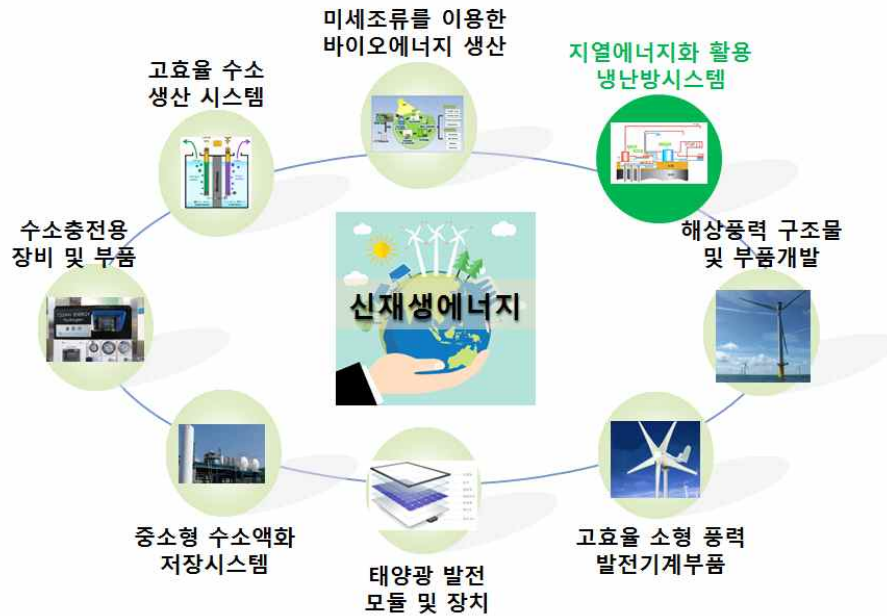 미세조류를 이용한
바이오에너지 생산
지열에너지화 활용
냉난방시스템
고효율 수소
생산 시스템
수소충전용
장비 및 부품
해상풍력 구조물
및 부품개발
신재생에너지
중소형 수소액화
저장시스템
고효율 소형 풍력
발전기계부품
태양광 발전
모듈 및 장치